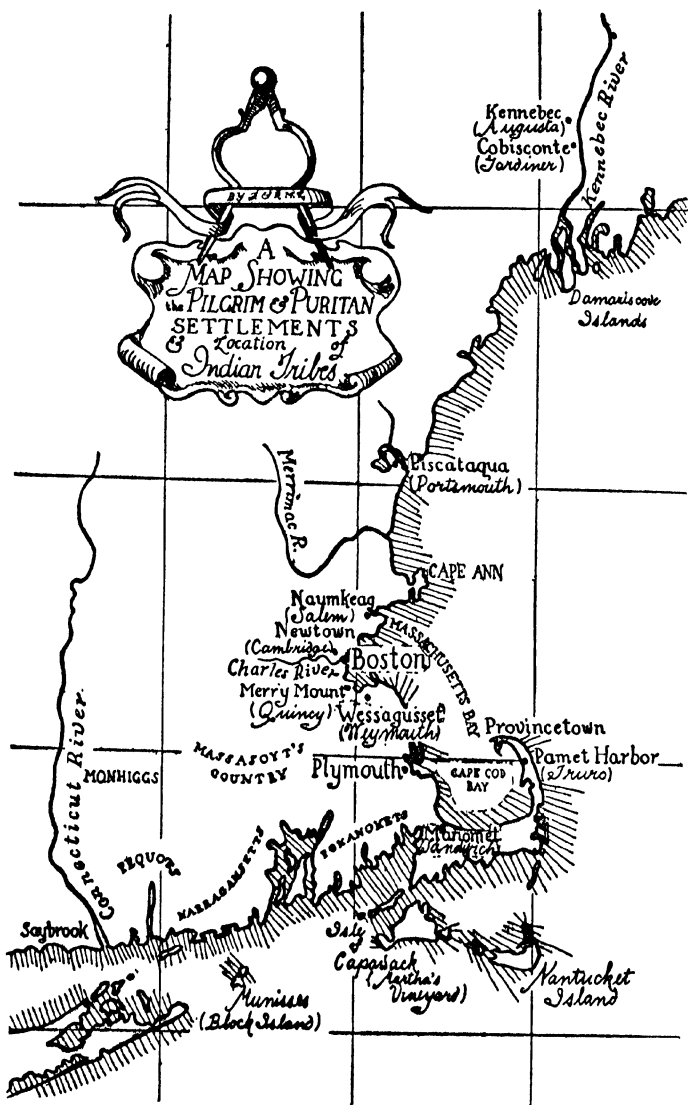 Kennebec
(Augusta)
Cobisconte
(Gardiner)
Kennebec River
A
MAP SHOWING
the PILGRIM & PURITAN
SETTLEMENTS
& Location of
Indian Tribes
Damariscove
Islands
Piscataqua
(Portsmouth)
Merrimac R.
CAPE ANN
Naumkeag
(Salem)
Newtown
(Cambridge)
MASSACHUSETTS BAY
Boston
Charles River
Merry Mount
(Quincy)
Wessagusset
(Weymouth)
Provincetown
Pamet Harbor
(Truro)
MASSASOYT'S
COUNTRY
Plymouth
CAPE COD
BAY
MONHIGGS
Connecticut River
PEQUORS
NARRAGANSETTS
POKANOKETS
Manomet
Sandwich
Saybrook
Isly
Capawack
(Martha's
Vineyard)
Nantucket
Island
Munisses
(Block Island)